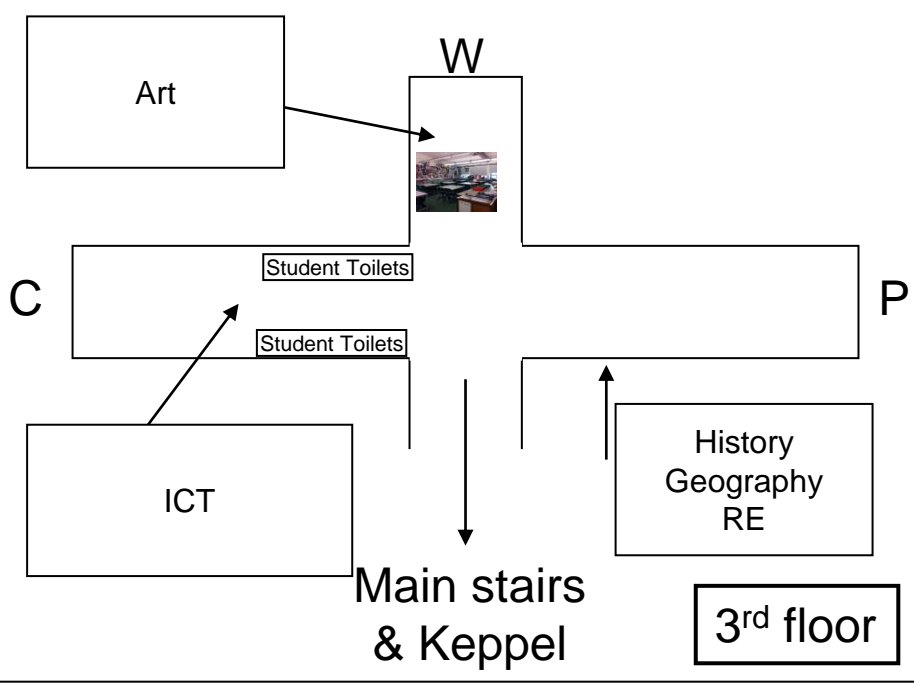 Art
W
Student Toilets
C
P
Student Toilets
ICT
History
Geography
RE
Main stairs
& Keppel
3rd floor